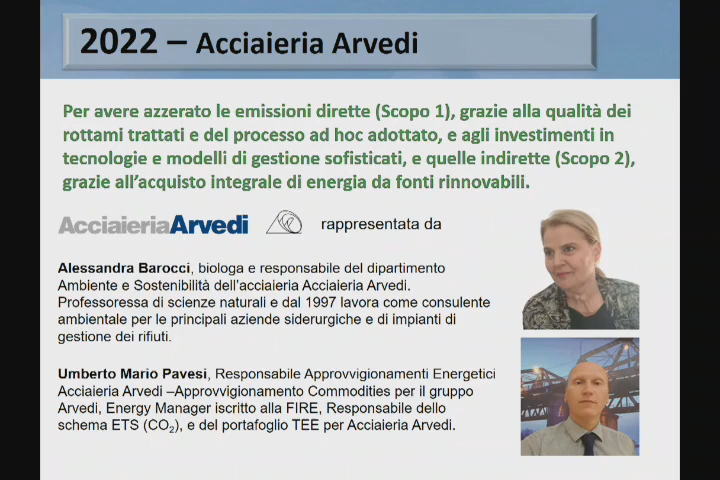 2022 – Acciaieria Arvedi
Per avere azzerato le emissioni dirette (Scopo 1), grazie alla qualità dei
rottami trattati e del processo ad hoc adottato, e agli investimenti in
tecnologie e modelli di gestione sofisticati, e quelle indirette (Scopo 2),
grazie all’acquisto integrale di energia da fonti rinnovabili.
AcciaieriaArvedi rappresentata da
Alessandra Barocci, biologa e responsabile del dipartimento
Ambiente e Sostenibilità dell’acciaieria Acciaieria Arvedi.
Professoressa di scienze naturali e dal 1997 lavora come consulente
ambientale per le principali aziende siderurgiche e di impianti di
gestione dei rifiuti.
Umberto Mario Pavesi, Responsabile Approvvigionamenti Energetici
Acciaieria Arvedi –Approvvigionamento Commodities per il gruppo
Arvedi, Energy Manager iscritto alla FIRE, Responsabile dello
schema ETS (CO₂), e del portafoglio TEE per Acciaieria Arvedi.